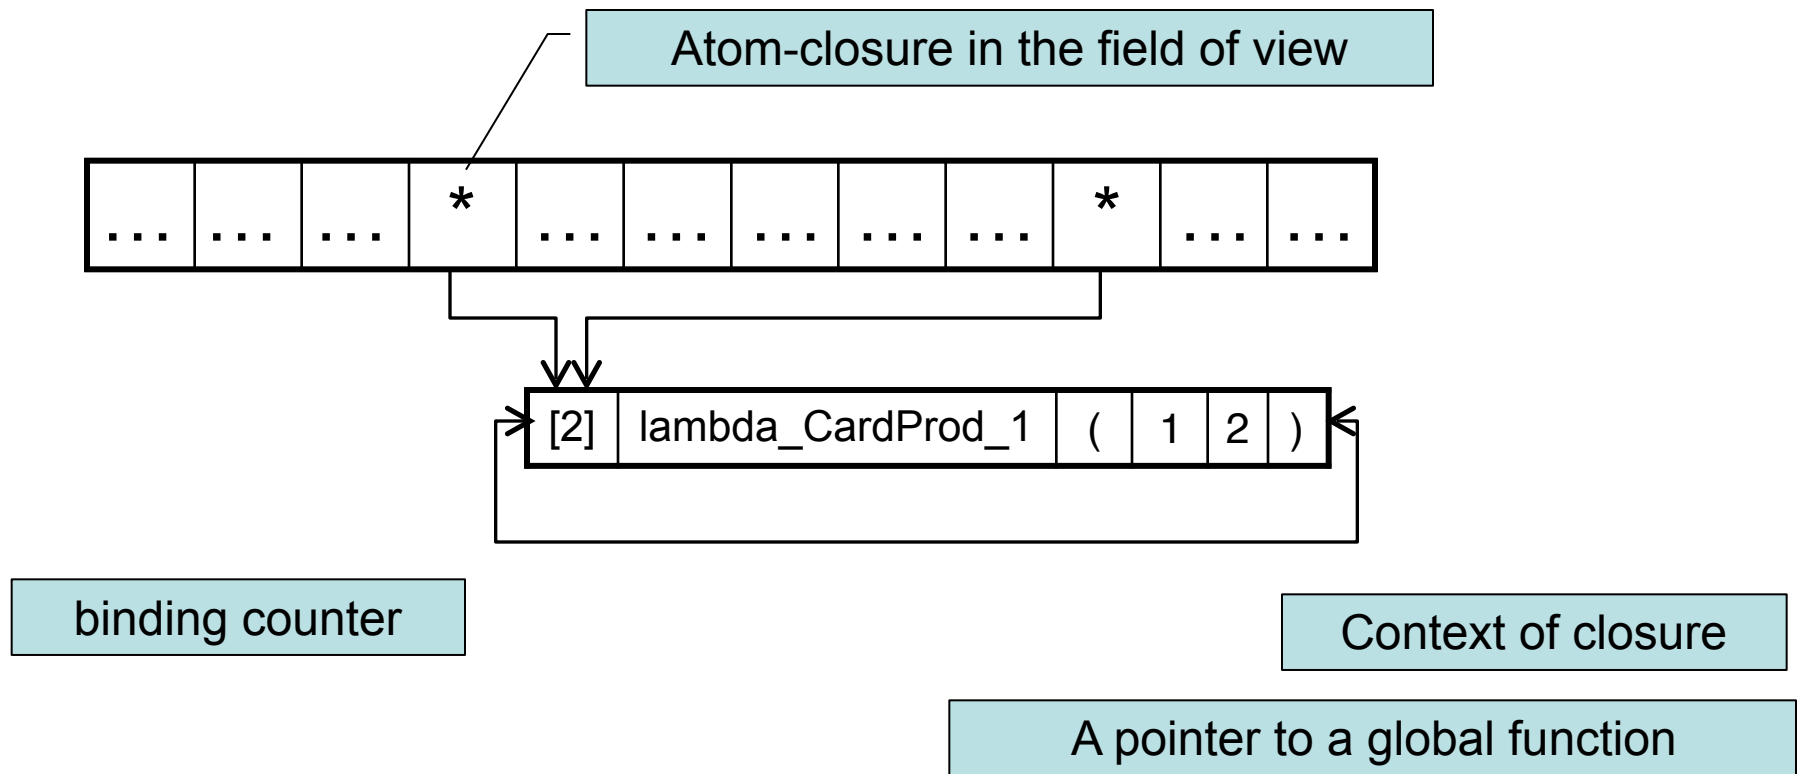 Atom-closure in the field of view
... ... ... * ... ... ... ... ... * ... ...
[2] lambda_CardProd_1 ( 1 2 )
binding counter
Context of closure
A pointer to a global function